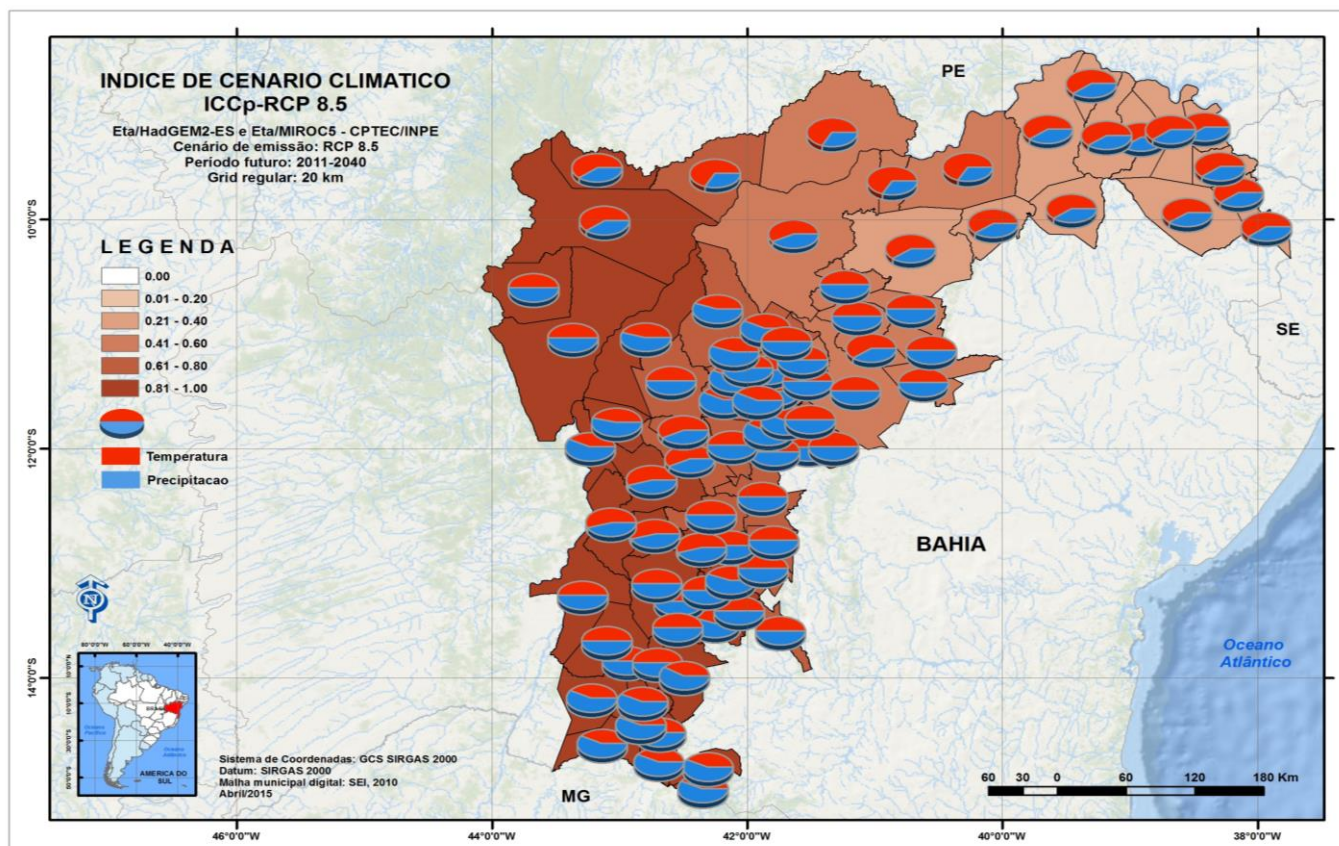 INDICE DE CENARIO CLIMATICO
ICCp-RCP 8.5
Eta/HadGEM2-ES e Eta/MIROC5 - CPTEC/INPE
Cenário de emissão: RCP 8.5
Período futuro: 2011-2040
Grid regular: 20 km
LEGENDA
0.00
0.01 - 0.20
0.21 - 0.40
0.41 - 0.60
0.61 - 0.80
0.81 - 1.00
Temperatura
Precipitacao
PE
SE
BAHIA
MG
Oceano
Atlântico
N
AMERICA DO
SUL
Sistema de Coordenadas: GCS SIRGAS 2000
Datum: SIRGAS 2000
Malha municipal digital: SEI, 2010
Abril/2015
60 30 0 60 120 180 Km
10°0'0"S
12°0'0"S
14°0'0"S
46°0'0"W 44°0'0"W 42°0'0"W 40°0'0"W 38°0'0"W